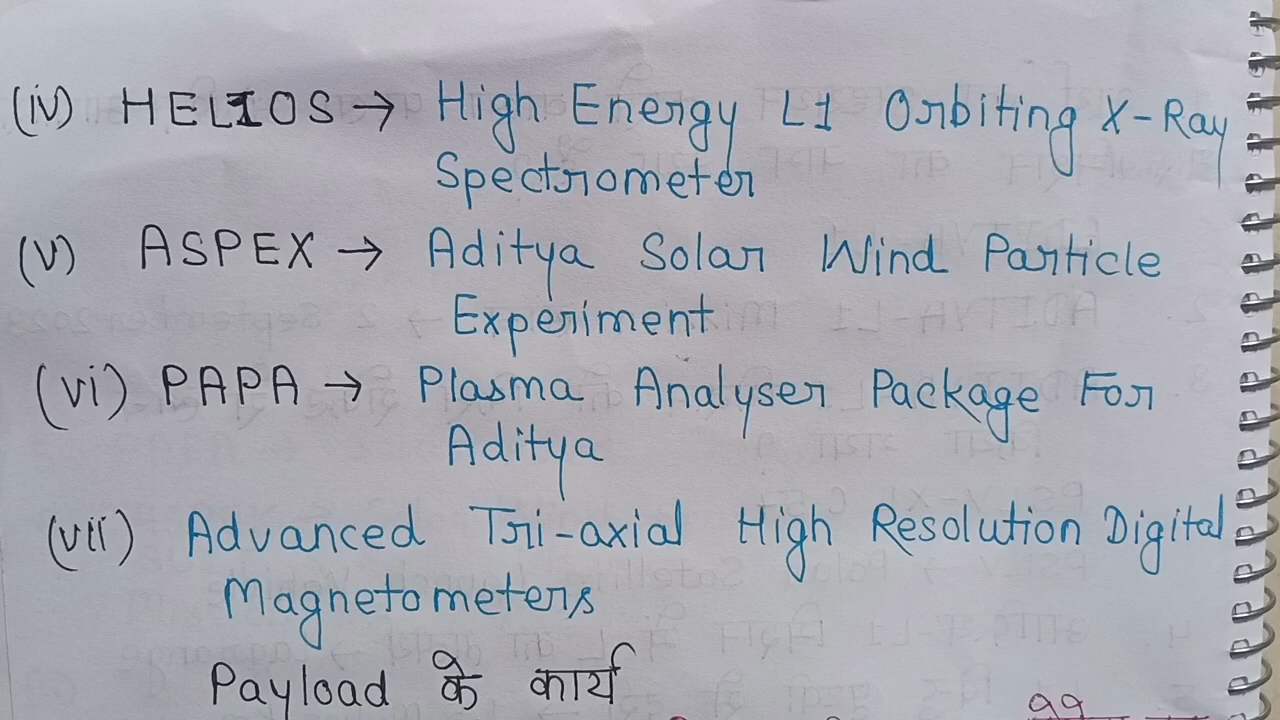 (iv) HELIOS → High Energy L1 Orbiting X-Ray
Spectrometer
(v) ASPEX → Aditya Solar Wind Particle
Experiment
(vi) PAPA → Plasma Analyser Package For
Aditya
(vii) Advanced Tri-axial High Resolution Digital
Magnetometers
Payload के कार्य